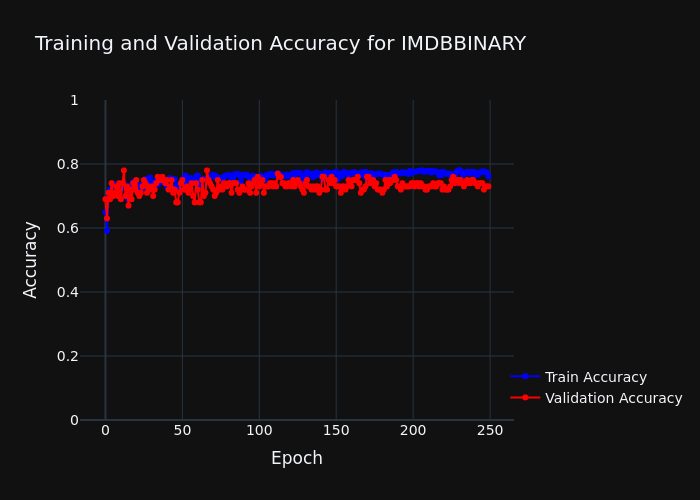 Training and Validation Accuracy for IMDBBINARY
1
0.8
0.6
0.4
0.2
0
Accuracy
0 50 100 150 200 250
Epoch
Train Accuracy
Validation Accuracy